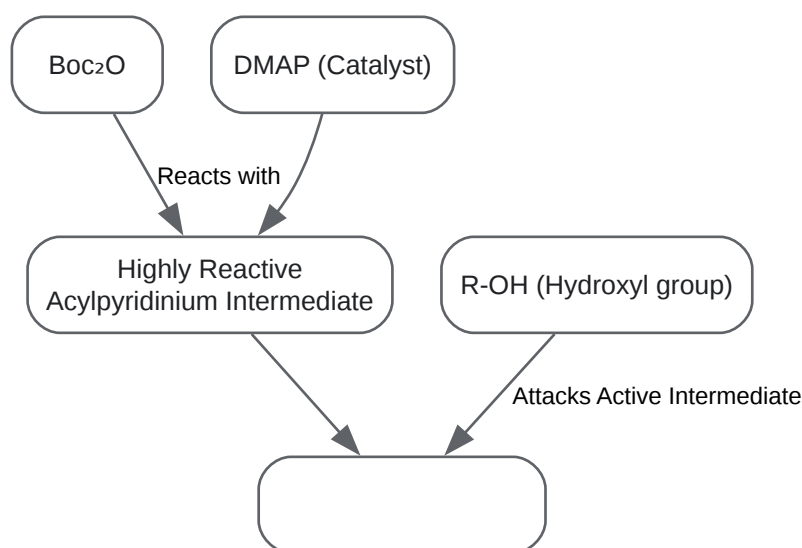 Boc₂O
DMAP (Catalyst)
Reacts with
Highly Reactive
Acylpyridinium Intermediate
R-OH (Hydroxyl group)
Attacks Active Intermediate